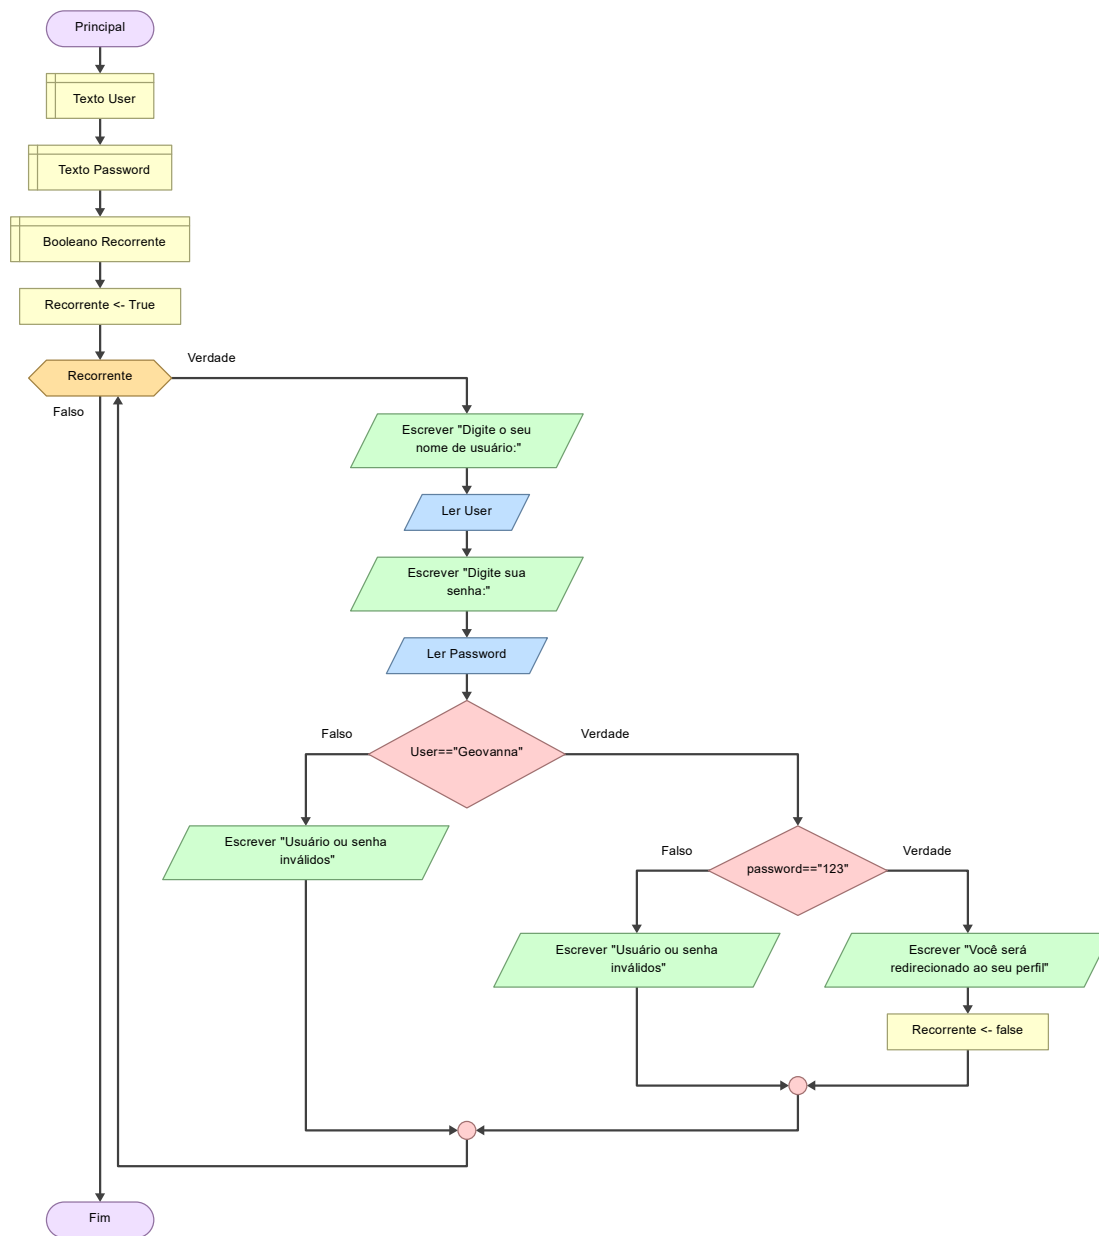 Principal
Texto User
Texto Password
Booleano Recorrente
Recorrente <- True
Verdade
Recorrente
Falso
Escrever "Digite o seu
nome de usuário:"
Ler User
Escrever "Digite sua
senha:"
Ler Password
Falso
Verdade
User=="Geovanna"
Escrever "Usuário ou senha
inválidos"
Falso
Verdade
password=="123"
Escrever "Usuário ou senha
inválidos"
Escrever "Você será
redirecionado ao seu perfil"
Recorrente <- false
Fim